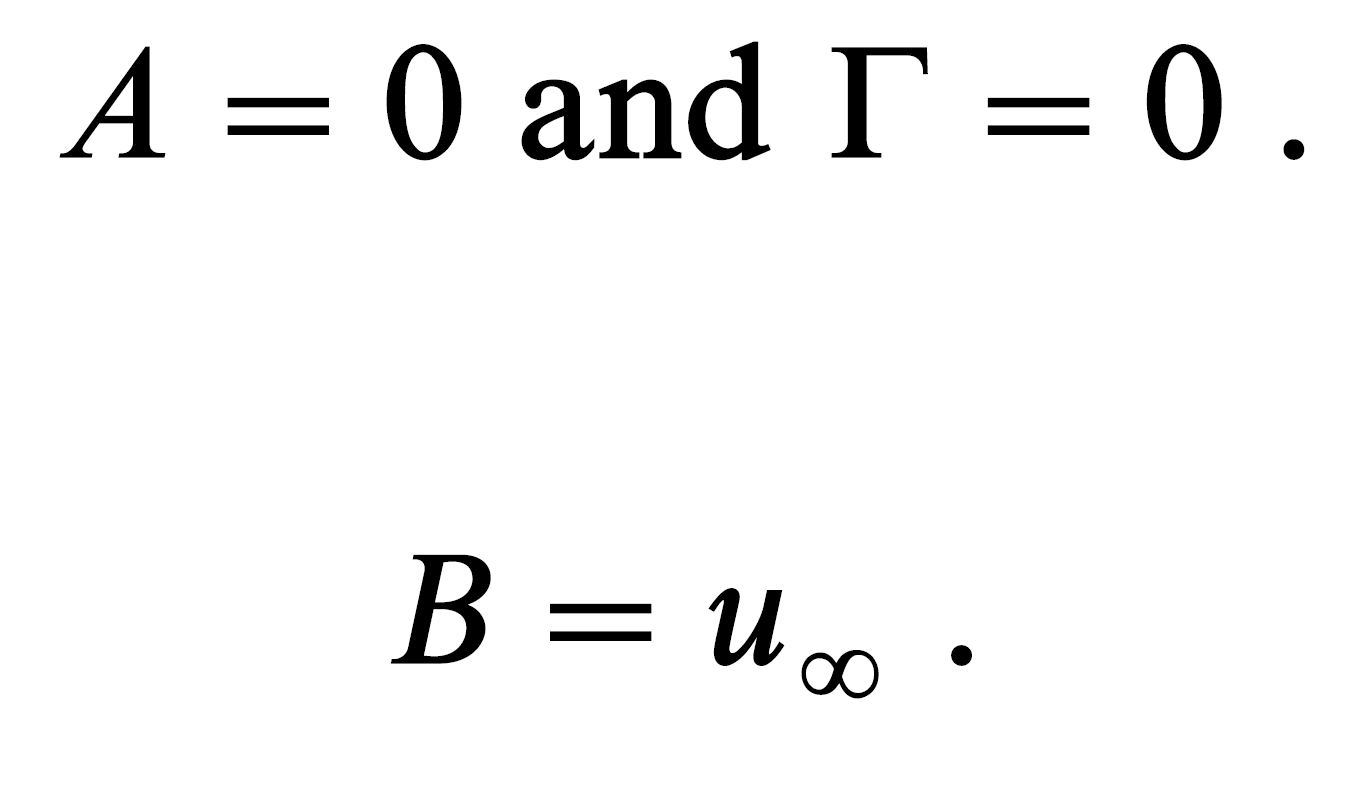 A = 0 and Γ = 0 .
B = u∞ .